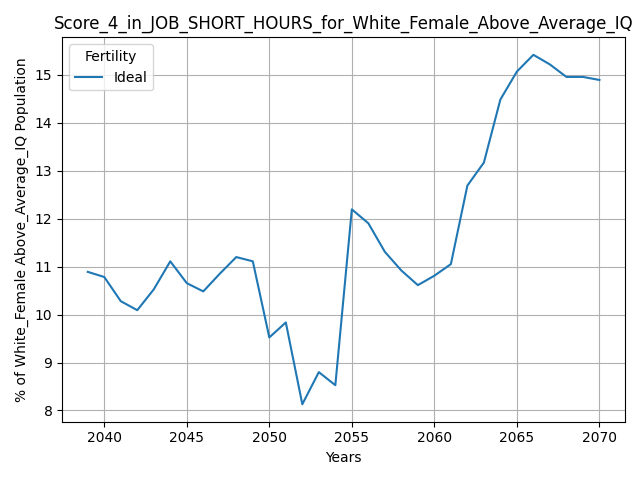 Score_4_in_JOB_SHORT_HOURS_for_White_Female_Above_Average_IQ
Fertility
Ideal
% of White_Female Above_Average_IQ Population
15
14
13
12
11
10
9
8
2040 2045 2050 2055 2060 2065 2070
Years